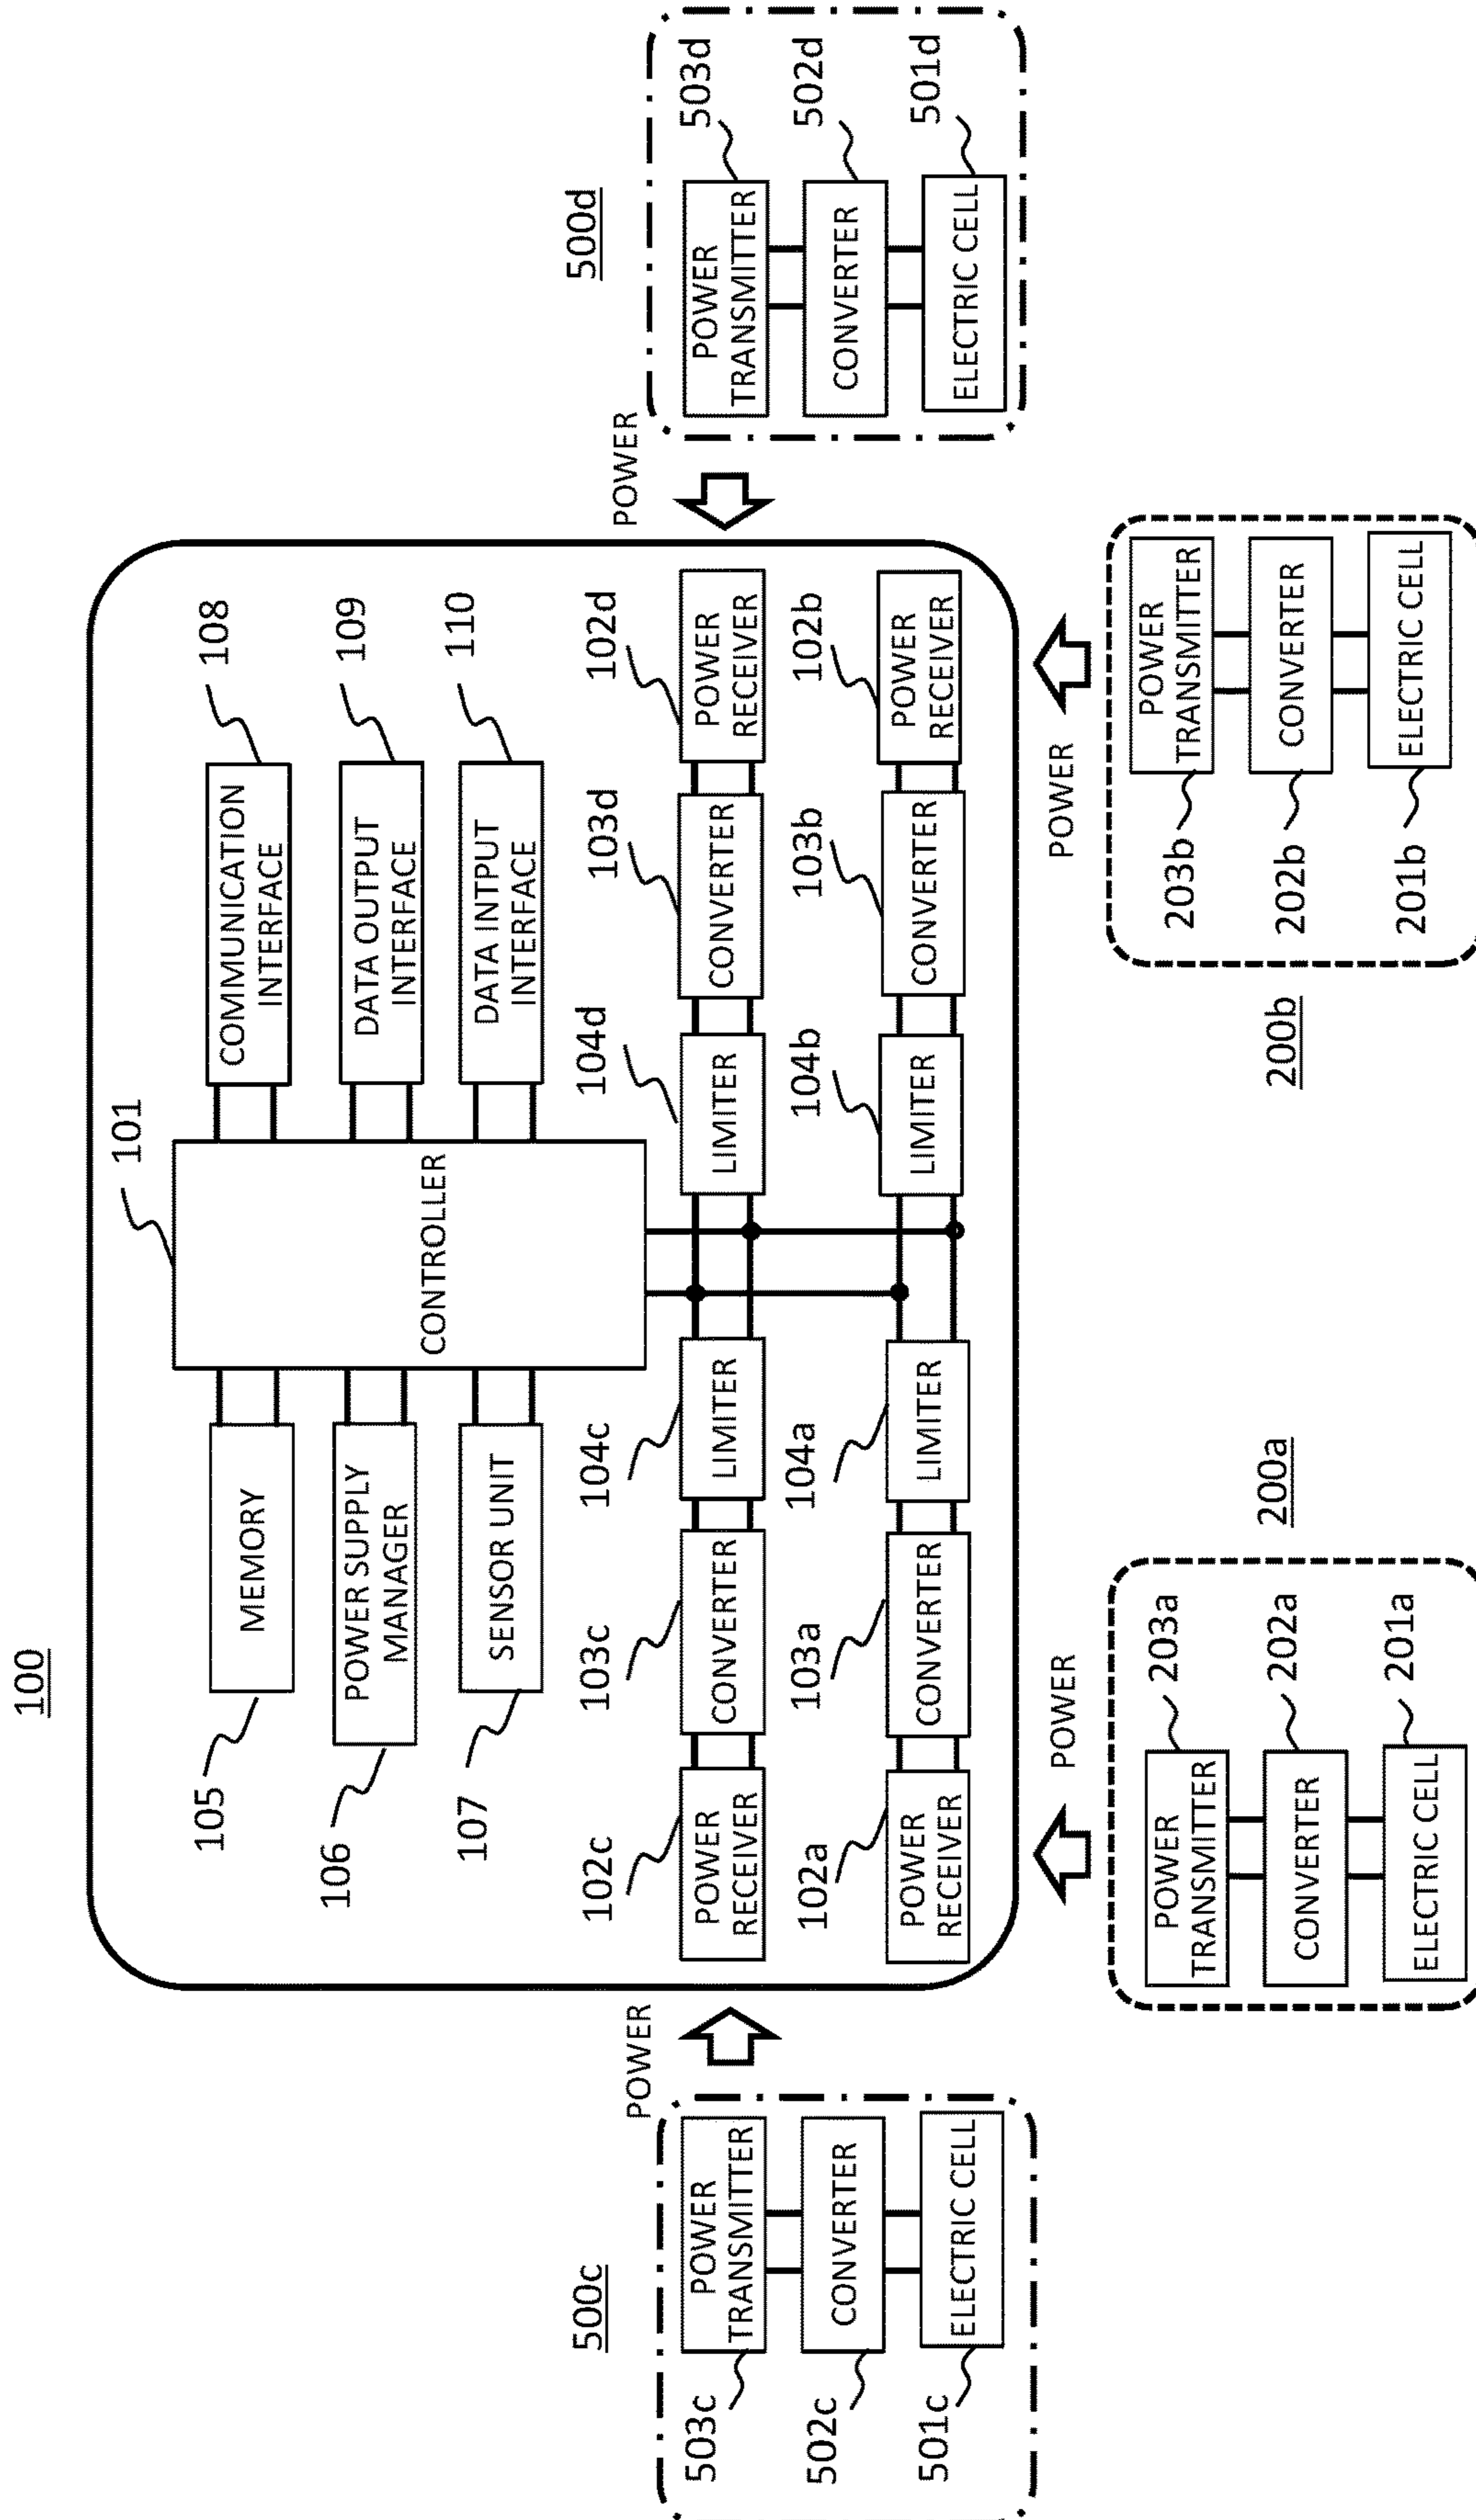 100
101
105
MEMORY
COMMUNICATION
INTERFACE
108
106
POWER SUPPLY
MANAGER
CONTROLLER
DATA OUTPUT
INTERFACE
109
107
SENSOR UNIT
DATA INTPUT
INTERFACE
110
500c
POWER
102c
103c
104c
104d
103d
102d
POWER
500d
503c
POWER
TRANSMITTER
POWER
RECEIVER
CONVERTER
LIMITER
LIMITER
CONVERTER
POWER
RECEIVER
POWER
TRANSMITTER
503d
502c
CONVERTER
102a
103a
104a
104b
103b
102b
CONVERTER
502d
501c
ELECTRIC CELL
POWER
RECEIVER
CONVERTER
LIMITER
LIMITER
CONVERTER
POWER
RECEIVER
ELECTRIC CELL
501d
POWER
POWER
POWER
TRANSMITTER
203a
203b
POWER
TRANSMITTER
CONVERTER
202a
202b
CONVERTER
ELECTRIC CELL
201a
201b
ELECTRIC CELL
200a
200b